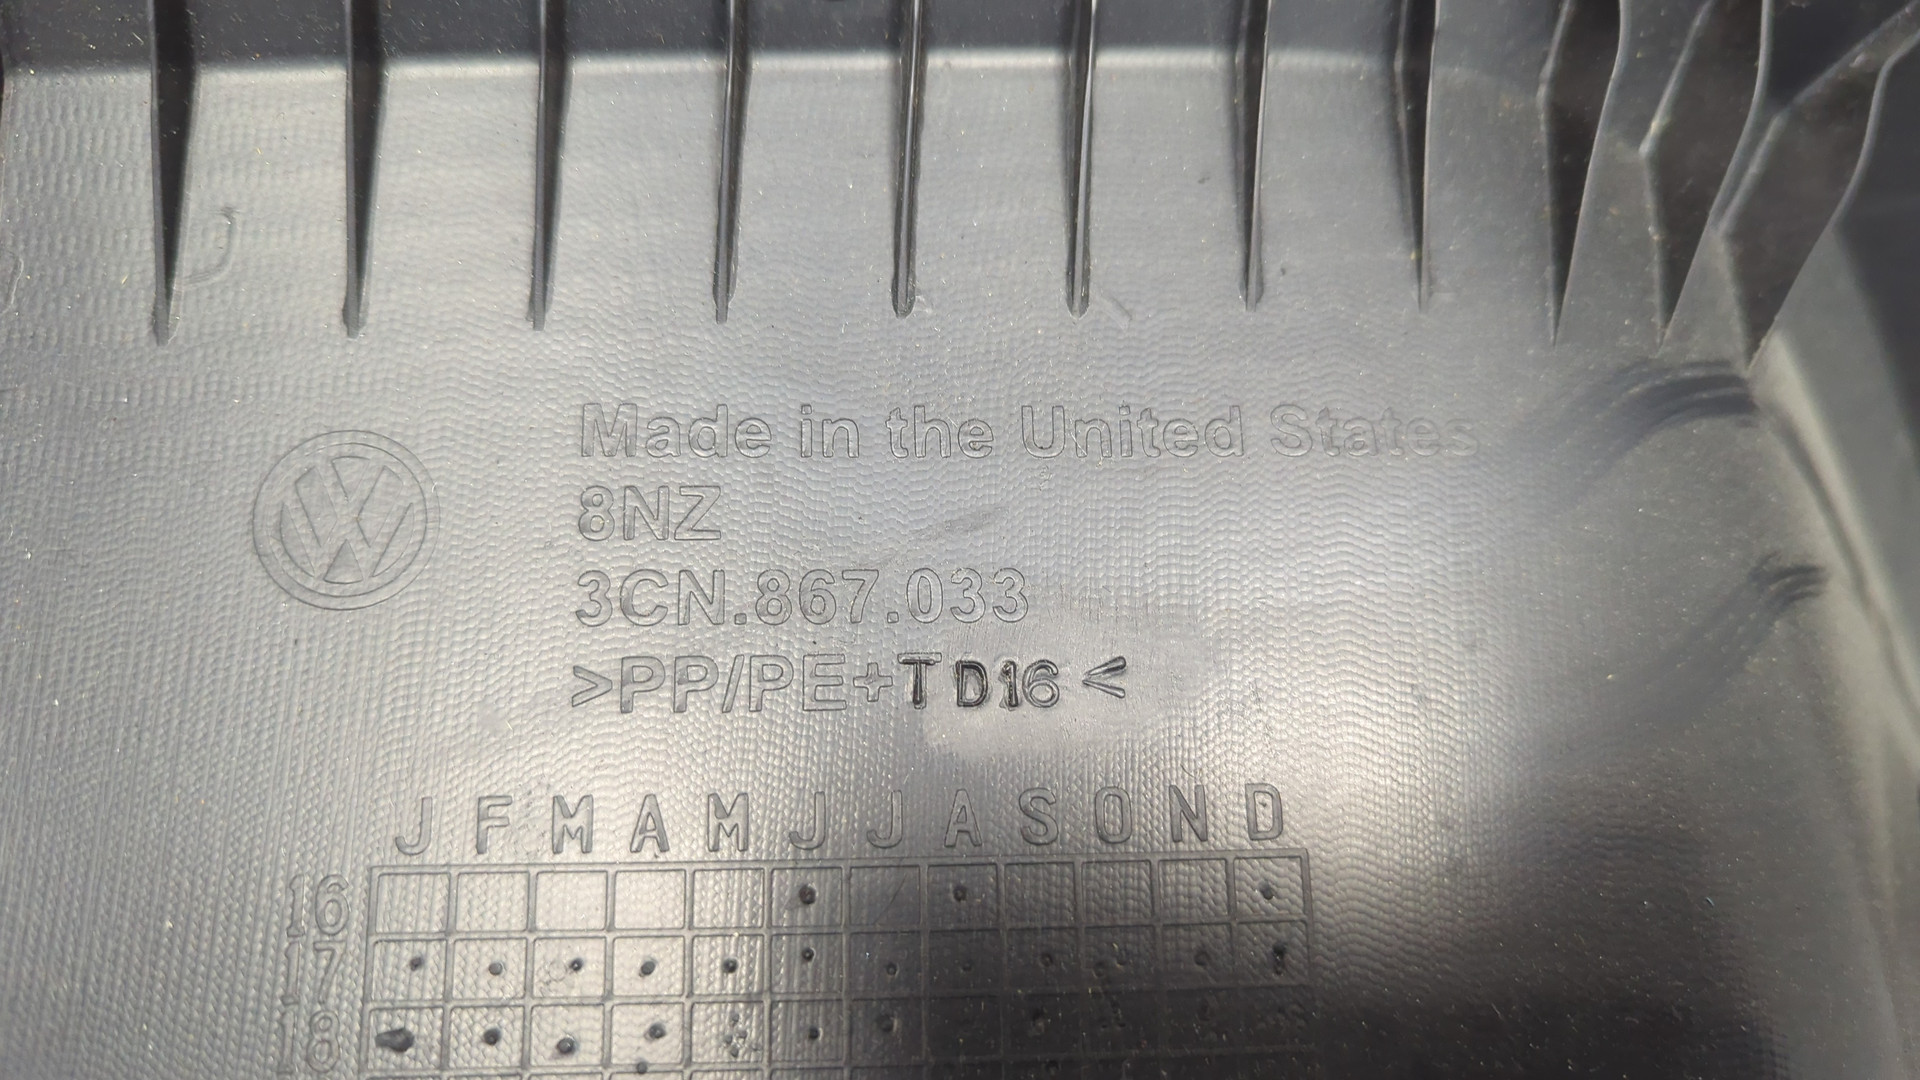 Made in the United States
8NZ
3CN.867.033
>PP/PE+TD16<
J F M A M J J A S O N D
16
17
18